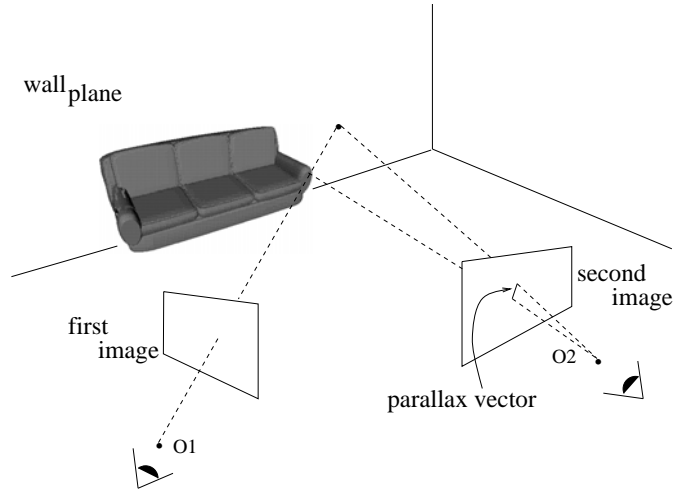 wall
plane
second
image
first
image
O2
parallax vector
O1